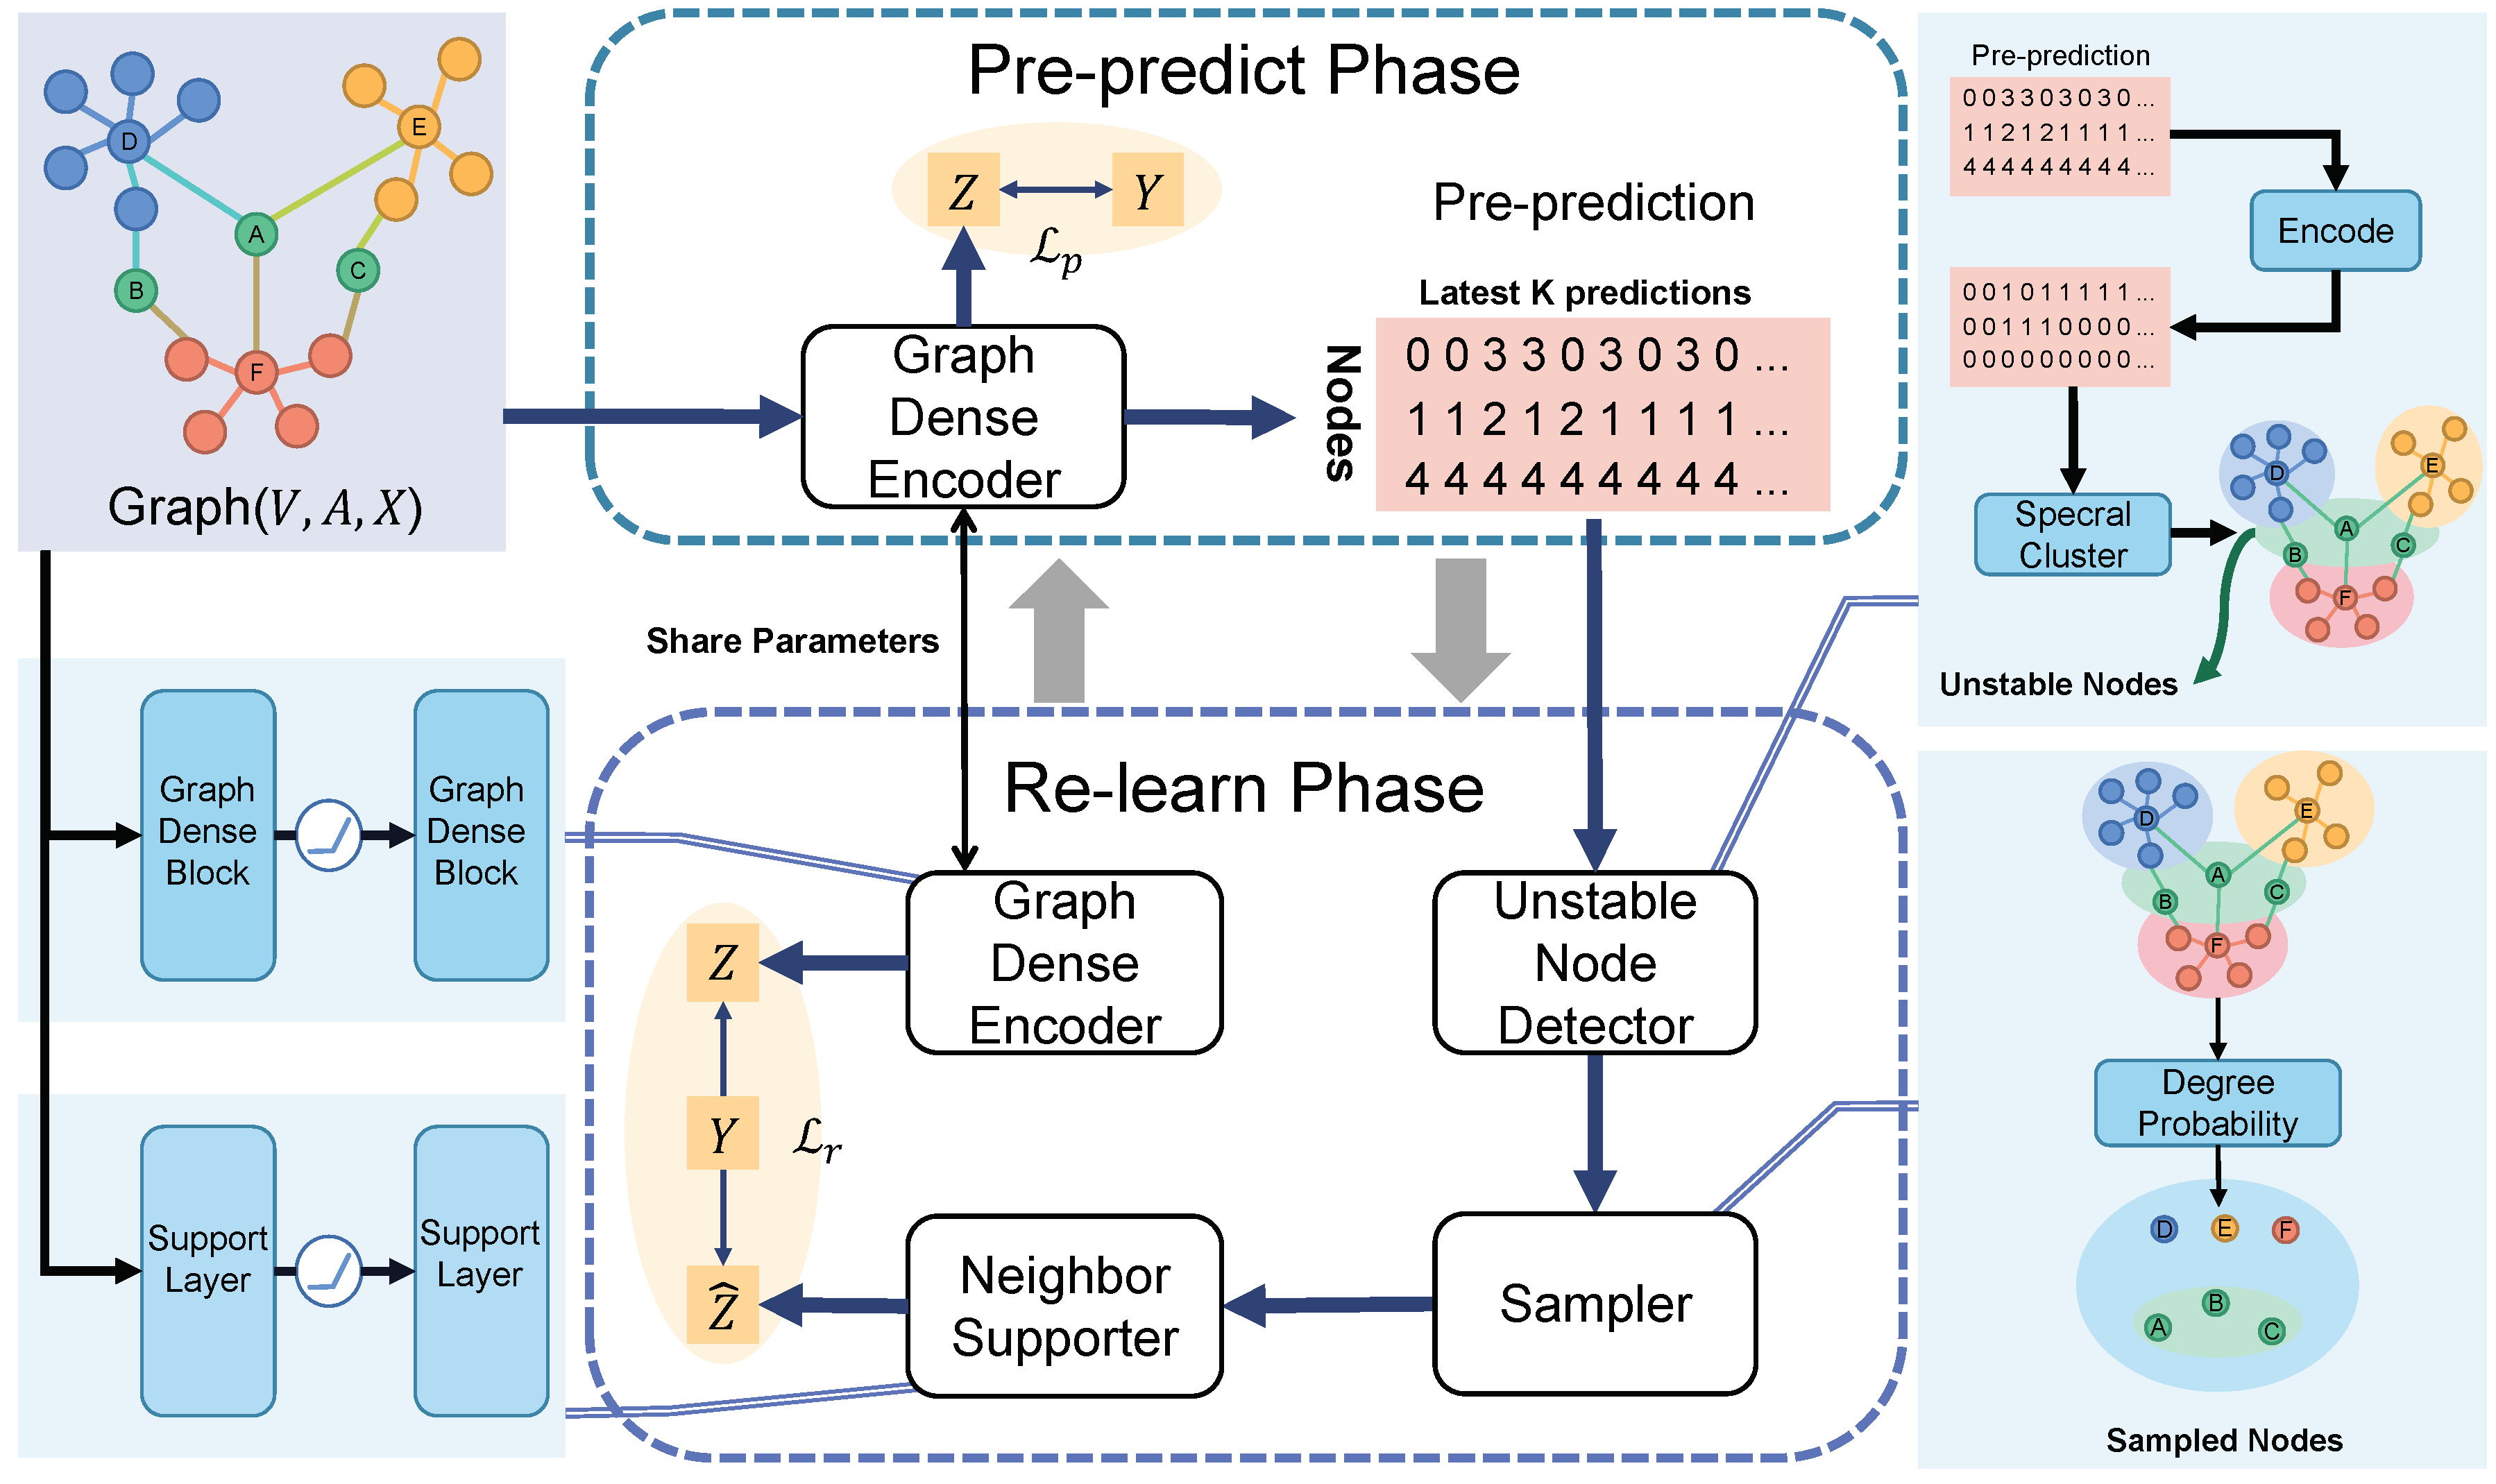 D
E
A
B
C
F
Graph(V, A, X)
Pre-predict Phase
Z
Y
ℒp
Graph
Dense
Encoder
Pre-prediction
Latest K predictions
Nodes
0 0 3 3 0 3 0 3 0 ...
1 1 2 1 2 1 1 1 1 ...
4 4 4 4 4 4 4 4 4 ...
Share Parameters
Re-learn Phase
Graph
Dense
Encoder
Unstable
Node
Detector
Z
Y
ℒr
Ẑ
Neighbor
Supporter
Sampler
Graph
Dense
Block
Graph
Dense
Block
Support
Layer
Support
Layer
Pre-prediction
0 0 3 3 0 3 0 3 0 ...
1 1 2 1 2 1 1 1 1 ...
4 4 4 4 4 4 4 4 4 ...
Encode
0 0 1 0 1 1 1 1 1 ...
0 0 1 1 1 0 0 0 0 ...
0 0 0 0 0 0 0 0 0 ...
Specral
Cluster
D
E
A
B
C
F
Unstable Nodes
D
E
A
B
C
F
Degree
Probability
D
E
F
B
A
C
Sampled Nodes